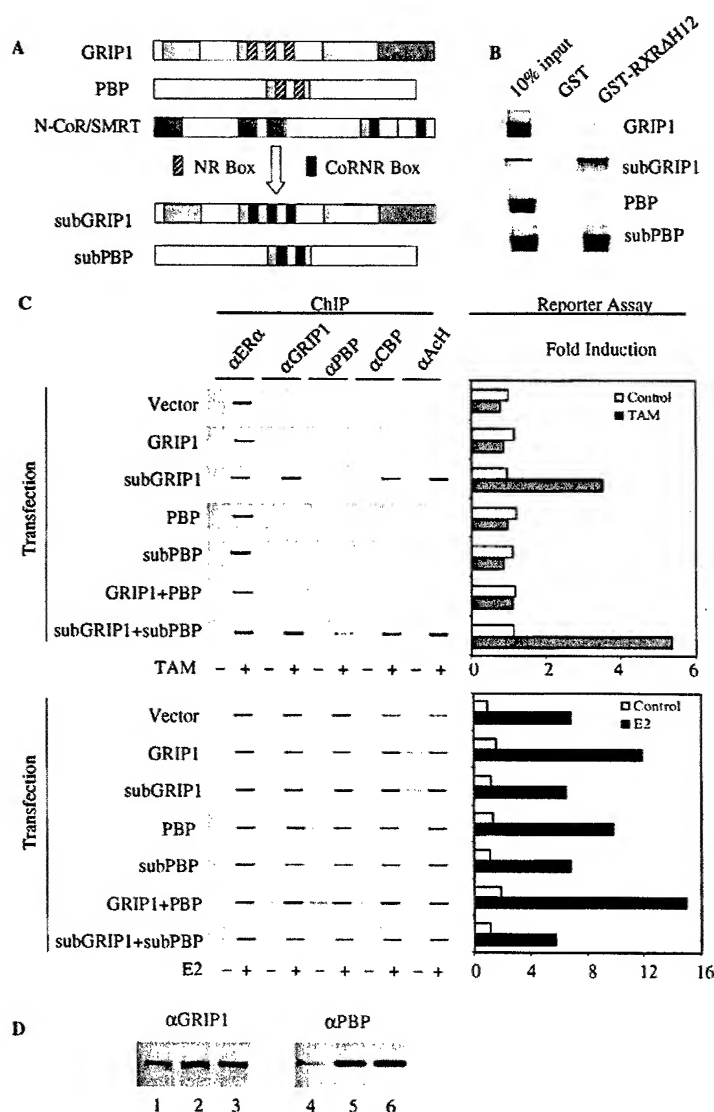 A
GRIP1
PBP
N-CoR/SMRT
NR Box
CoRNR Box
subGRIP1
subPBP
B
10% input
GST
GST-RXRΔH12
GRIP1
subGRIP1
PBP
subPBP
C
ChIP
Reporter Assay
αERα
αGRIP1
αPBP
αCBP
αAcH
Fold Induction
Transfection
Vector
GRIP1
subGRIP1
PBP
subPBP
GRIP1+PBP
subGRIP1+subPBP
TAM - + - + - + - + - +
Control
TAM
0 2 4 6
Transfection
Vector
GRIP1
subGRIP1
PBP
subPBP
GRIP1+PBP
subGRIP1+subPBP
E2 - + - + - + - + - +
Control
E2
0 4 8 12 16
D
αGRIP1
αPBP
1 2 3 4 5 6